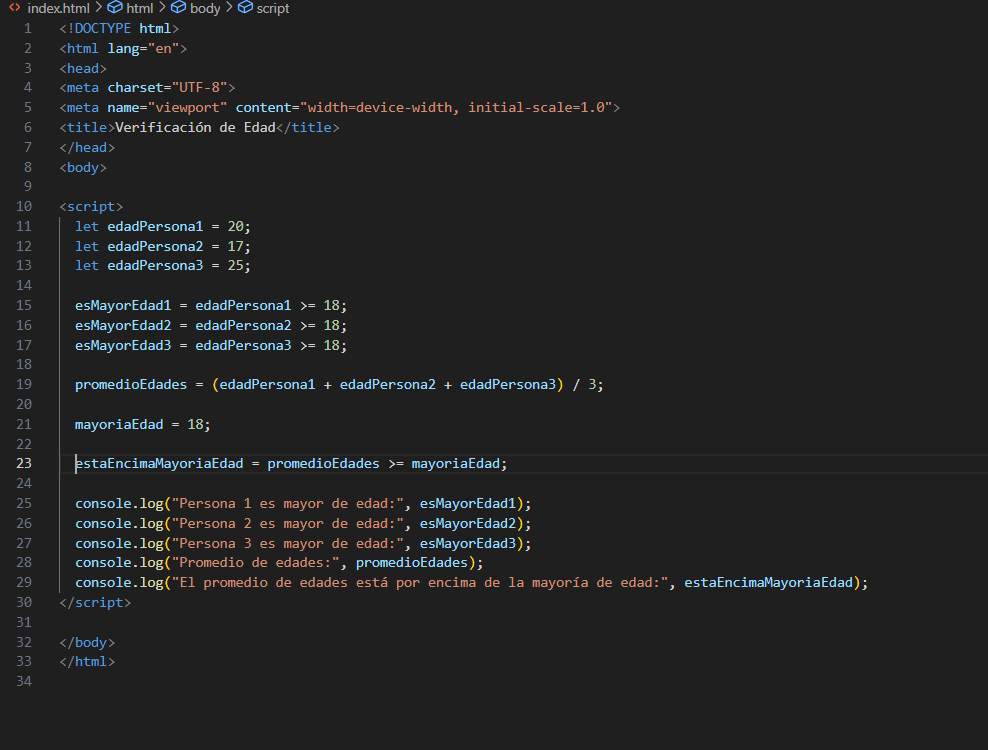 index.html > html > body > script
1 <!DOCTYPE html>
2 <html lang="en">
3 <head>
4 <meta charset="UTF-8">
5 <meta name="viewport" content="width=device-width, initial-scale=1.0">
6 <title>Verificación de Edad</title>
7 </head>
8 <body>
9
10 <script>
11 let edadPersona1 = 20;
12 let edadPersona2 = 17;
13 let edadPersona3 = 25;
14
15 esMayorEdad1 = edadPersona1 >= 18;
16 esMayorEdad2 = edadPersona2 >= 18;
17 esMayorEdad3 = edadPersona3 >= 18;
18
19 promedioEdades = (edadPersona1 + edadPersona2 + edadPersona3) / 3;
20
21 mayoriaEdad = 18;
22
23 estaEncimaMayoriaEdad = promedioEdades >= mayoriaEdad;
24
25 console.log("Persona 1 es mayor de edad:", esMayorEdad1);
26 console.log("Persona 2 es mayor de edad:", esMayorEdad2);
27 console.log("Persona 3 es mayor de edad:", esMayorEdad3);
28 console.log("Promedio de edades:", promedioEdades);
29 console.log("El promedio de edades está por encima de la mayoría de edad:", estaEncimaMayoriaEdad);
30 </script>
31
32 </body>
33 </html>
34